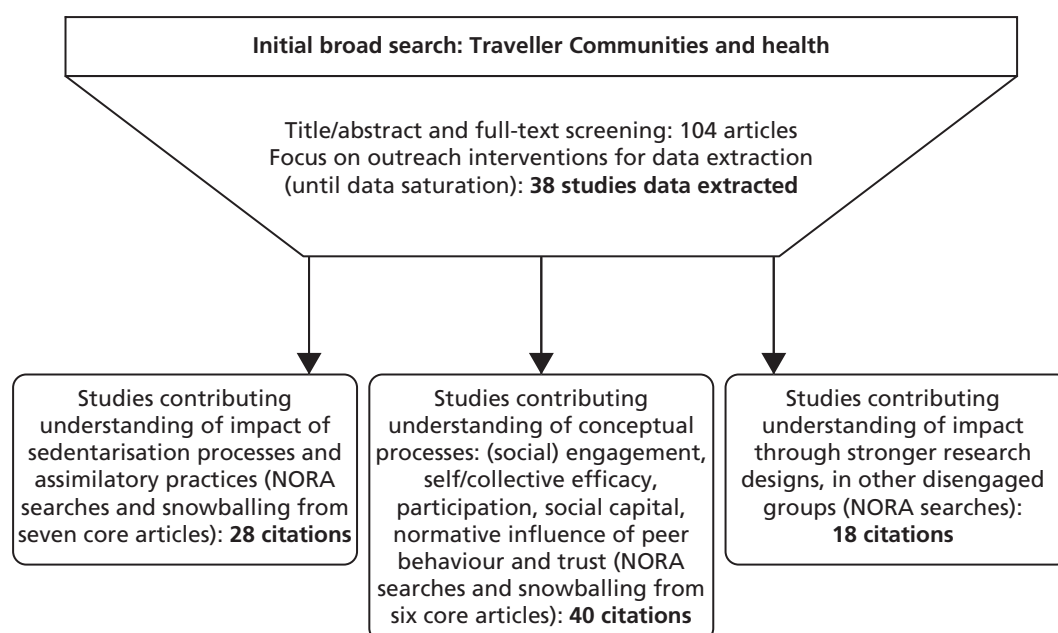 Initial broad search: Traveller Communities and health
Title/abstract and full-text screening: 104 articles
Focus on outreach interventions for data extraction
(until data saturation): 38 studies data extracted
Studies contributing
understanding of impact of
sedentarisation processes and
assimilatory practices (NORA
searches and snowballing from
seven core articles): 28 citations
Studies contributing
understanding of conceptual
processes: (social) engagement,
self/collective efficacy,
participation, social capital,
normative influence of peer
behaviour and trust (NORA
searches and snowballing from
six core articles): 40 citations
Studies contributing
understanding of impact
through stronger research
designs, in other disengaged
groups (NORA searches):
18 citations